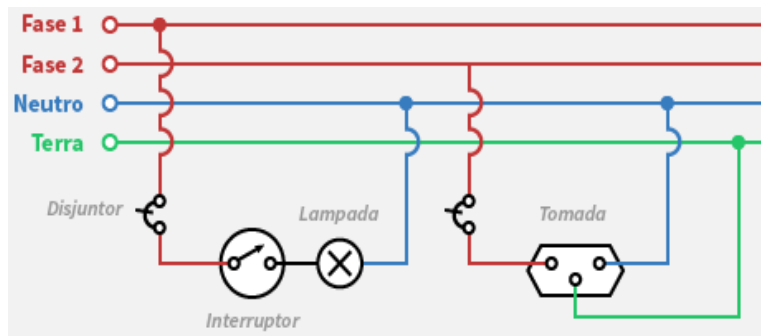 Fase 1
Fase 2
Neutro
Terra
Disjuntor
Lampada
Tomada
Interruptor